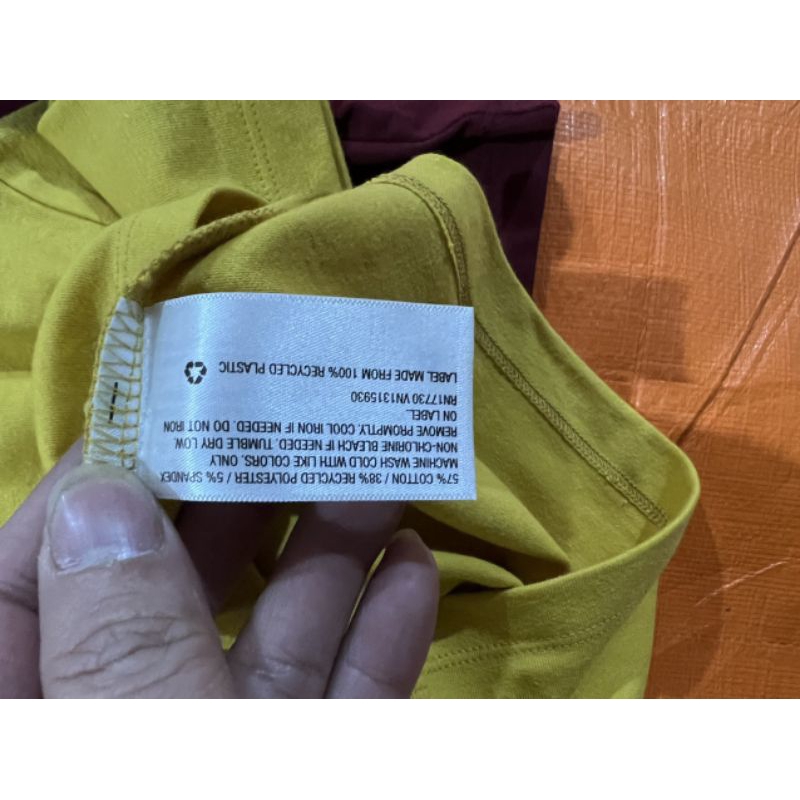 57% COTTON / 38% RECYCLED POLYESTER / 5% SPANDEX
MACHINE WASH COLD WITH LIKE COLORS. ONLY
NON-CHLORINE BLEACH IF NEEDED. TUMBLE DRY LOW.
REMOVE PROMPTLY. COOL IRON IF NEEDED. DO NOT IRON
ON LABEL.
RN17730 VN1315930
LABEL MADE FROM 100% RECYCLED PLASTIC